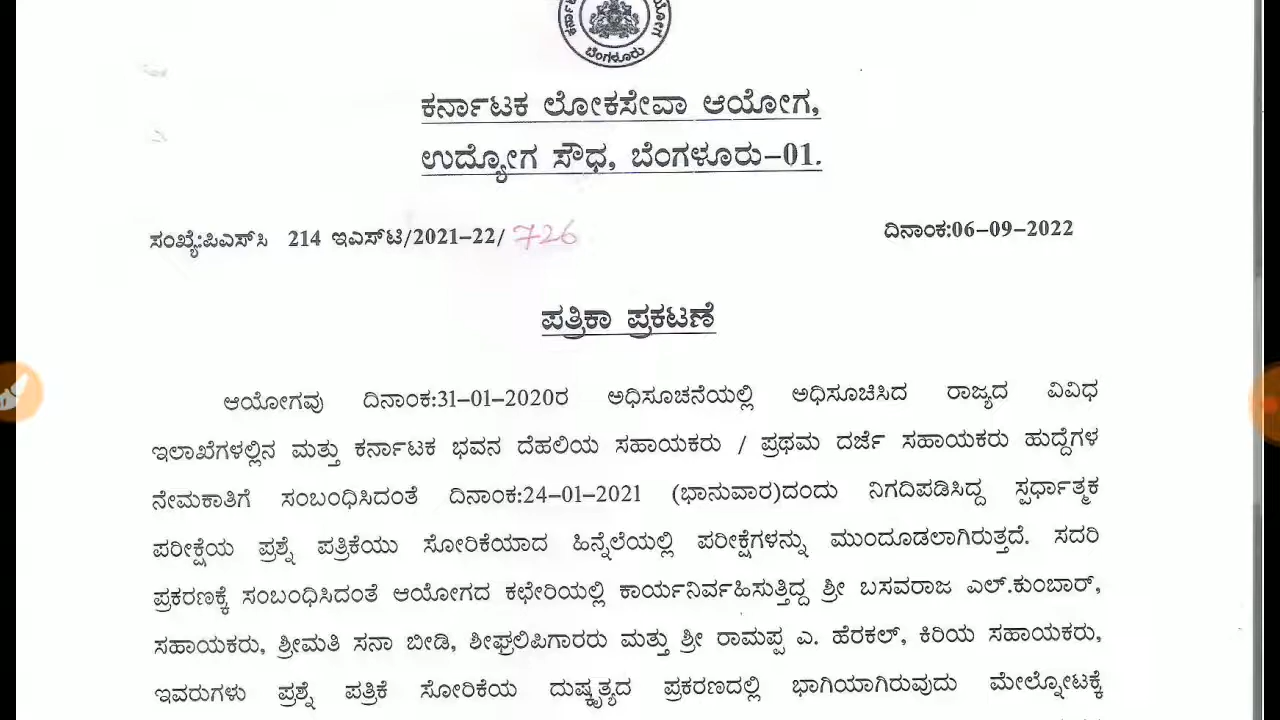 ಬೆಂಗಳೂರು
ಕರ್ನಾಟಕ ಲೋಕಸೇವಾ ಆಯೋಗ,
ಉದ್ಯೋಗ ಸೌಧ, ಬೆಂಗಳೂರು-01.
ಸಂಖ್ಯೆ:ಪಿಎಸ್‌ಸಿ 214 ಇಎಸ್‌ಟಿ/2021-22/ 726 ದಿನಾಂಕ:06-09-2022
ಪತ್ರಿಕಾ ಪ್ರಕಟಣೆ
ಆಯೋಗವು ದಿನಾಂಕ:31-01-2020ರ ಅಧಿಸೂಚನೆಯಲ್ಲಿ ಅಧಿಸೂಚಿಸಿದ ರಾಜ್ಯದ ವಿವಿಧ
ಇಲಾಖೆಗಳಲ್ಲಿನ ಮತ್ತು ಕರ್ನಾಟಕ ಭವನ ದೆಹಲಿಯ ಸಹಾಯಕರು / ಪ್ರಥಮ ದರ್ಜೆ ಸಹಾಯಕರು ಹುದ್ದೆಗಳ
ನೇಮಕಾತಿಗೆ ಸಂಬಂಧಿಸಿದಂತೆ ದಿನಾಂಕ:24-01-2021 (ಭಾನುವಾರ)ದಂದು ನಿಗದಿಪಡಿಸಿದ್ದ ಸ್ಪರ್ಧಾತ್ಮಕ
ಪರೀಕ್ಷೆಯ ಪ್ರಶ್ನೆ ಪತ್ರಿಕೆಯು ಸೋರಿಕೆಯಾದ ಹಿನ್ನೆಲೆಯಲ್ಲಿ ಪರೀಕ್ಷೆಗಳನ್ನು ಮುಂದೂಡಲಾಗಿರುತ್ತದೆ. ಸದರಿ
ಪ್ರಕರಣಕ್ಕೆ ಸಂಬಂಧಿಸಿದಂತೆ ಆಯೋಗದ ಕಛೇರಿಯಲ್ಲಿ ಕಾರ್ಯನಿರ್ವಹಿಸುತ್ತಿದ್ದ ಶ್ರೀ ಬಸವರಾಜ ಎಲ್.ಕುಂಬಾರ್,
ಸಹಾಯಕರು, ಶ್ರೀಮತಿ ಸನಾ ಬೇಡಿ, ಶೀಘ್ರಲಿಪಿಗಾರರು ಮತ್ತು ಶ್ರೀ ರಾಮಪ್ಪ ಎ. ಹೆರಕಲ್, ಕಿರಿಯ ಸಹಾಯಕರು,
ಇವರುಗಳು ಪ್ರಶ್ನೆ ಪತ್ರಿಕೆ ಸೋರಿಕೆಯ ದುಷ್ಕೃತ್ಯದ ಪ್ರಕರಣದಲ್ಲಿ ಭಾಗಿಯಾಗಿರುವುದು ಮೇಲ್ನೋಟಕ್ಕೆ